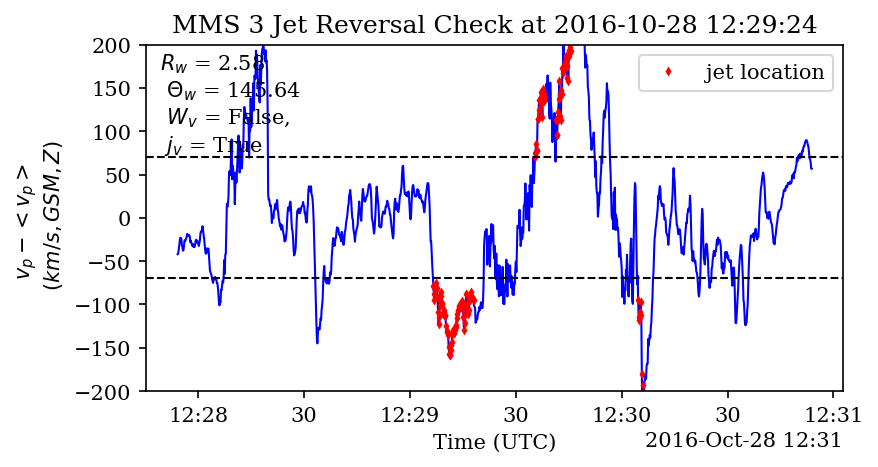 MMS 3 Jet Reversal Check at 2016-10-28 12:29:24
R_w = 2.58
Θ_w = 145.64
W_v = False,
j_v = True
jet location
v_p − < v_p >
(km/s, GSM, Z)
200
150
100
50
0
−50
−100
−150
−200
12:28
30
12:29
30
12:30
30
12:31
Time (UTC)
2016-Oct-28 12:31